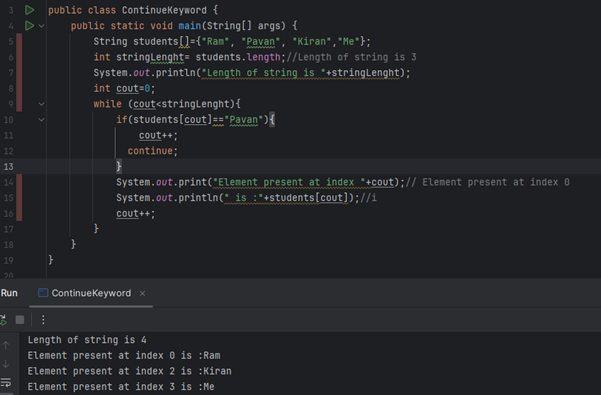 3 public class ContinueKeyword {
4 public static void main(String[] args) {
5 String students[]={"Ram", "Pavan", "Kiran","Me"};
6 int stringLenght= students.length;//Length of string is 3
7 System.out.println("Length of string is "+stringLenght);
8 int cout=0;
9 while (cout<stringLenght){
10 if(students[cout]=="Pavan"){
11 cout++;
12 continue;
13 }
14 System.out.print("Element present at index "+cout);// Element present at index 0
15 System.out.println(" is :"+students[cout]);//i
16 cout++;
17 }
18 }
19 }
20
Run ContinueKeyword ×
Length of string is 4
Element present at index 0 is :Ram
Element present at index 2 is :Kiran
Element present at index 3 is :Me